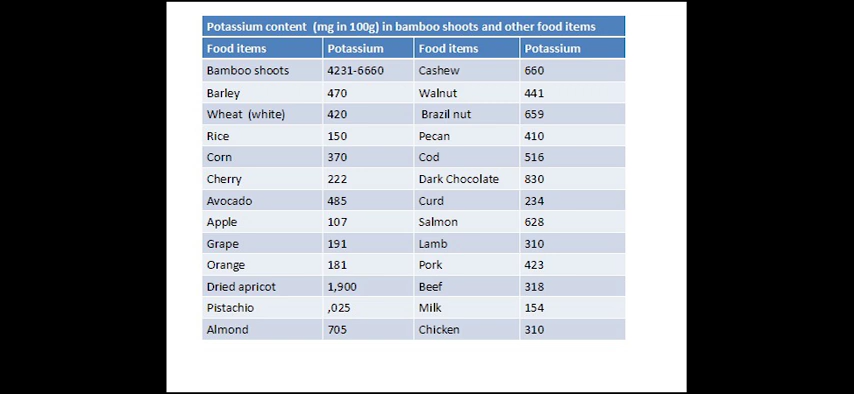 Potassium content (mg in 100g) in bamboo shoots and other food items
Food items Potassium Food items Potassium
Bamboo shoots 4231-6660 Cashew 660
Barley 470 Walnut 441
Wheat (white) 420 Brazil nut 659
Rice 150 Pecan 410
Corn 370 Cod 516
Cherry 222 Dark Chocolate 830
Avocado 485 Curd 234
Apple 107 Salmon 628
Grape 191 Lamb 310
Orange 181 Pork 423
Dried apricot 1,900 Beef 318
Pistachio ,025 Milk 154
Almond 705 Chicken 310